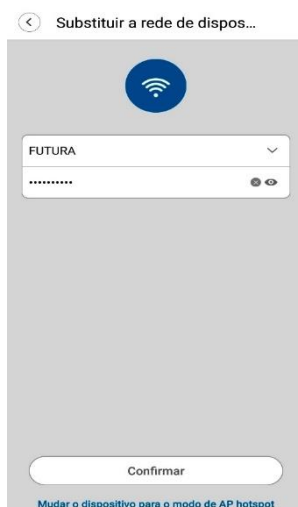 Substituir a rede de dispos...
FUTURA
••••••••••
Confirmar
Mudar o dispositivo para o modo de AP hotspot